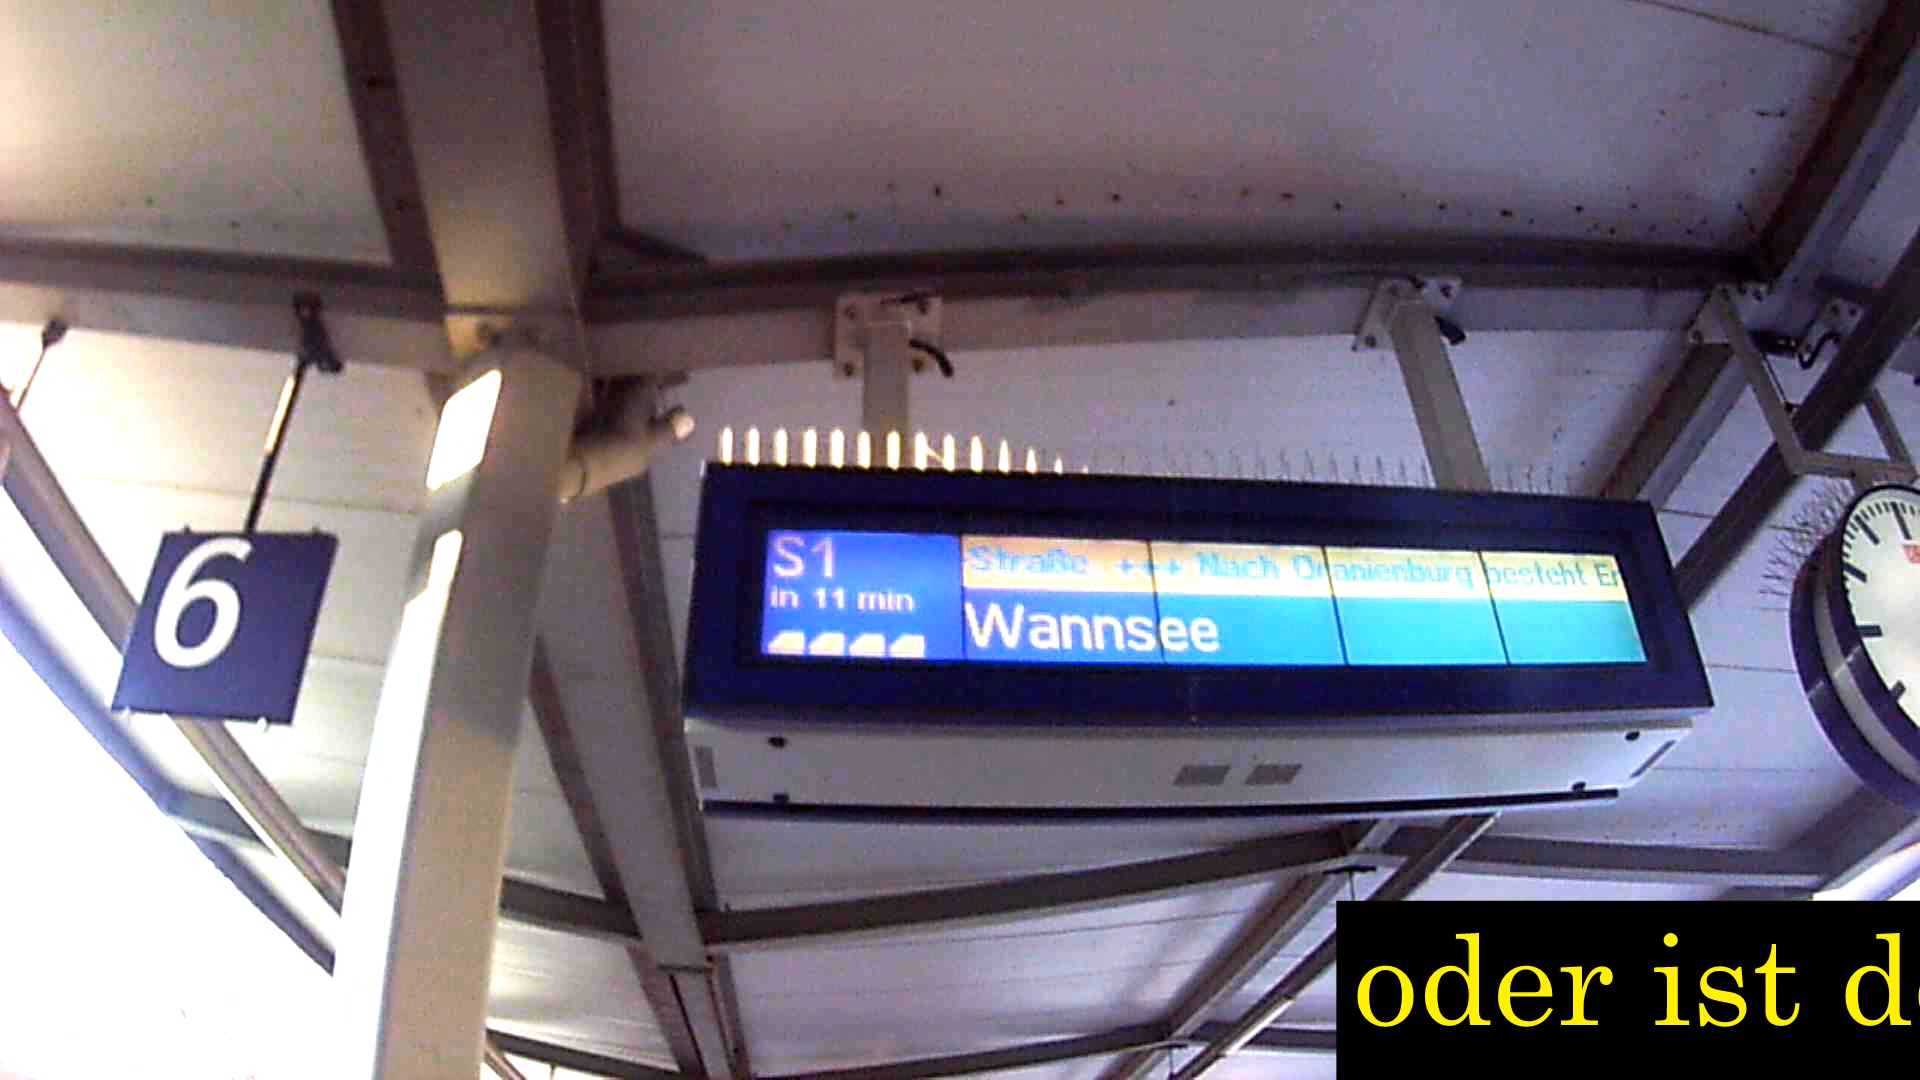 6
S1
in 11 min
Straße +++ Nach Oranienburg besteht Er
Wannsee
oder ist d